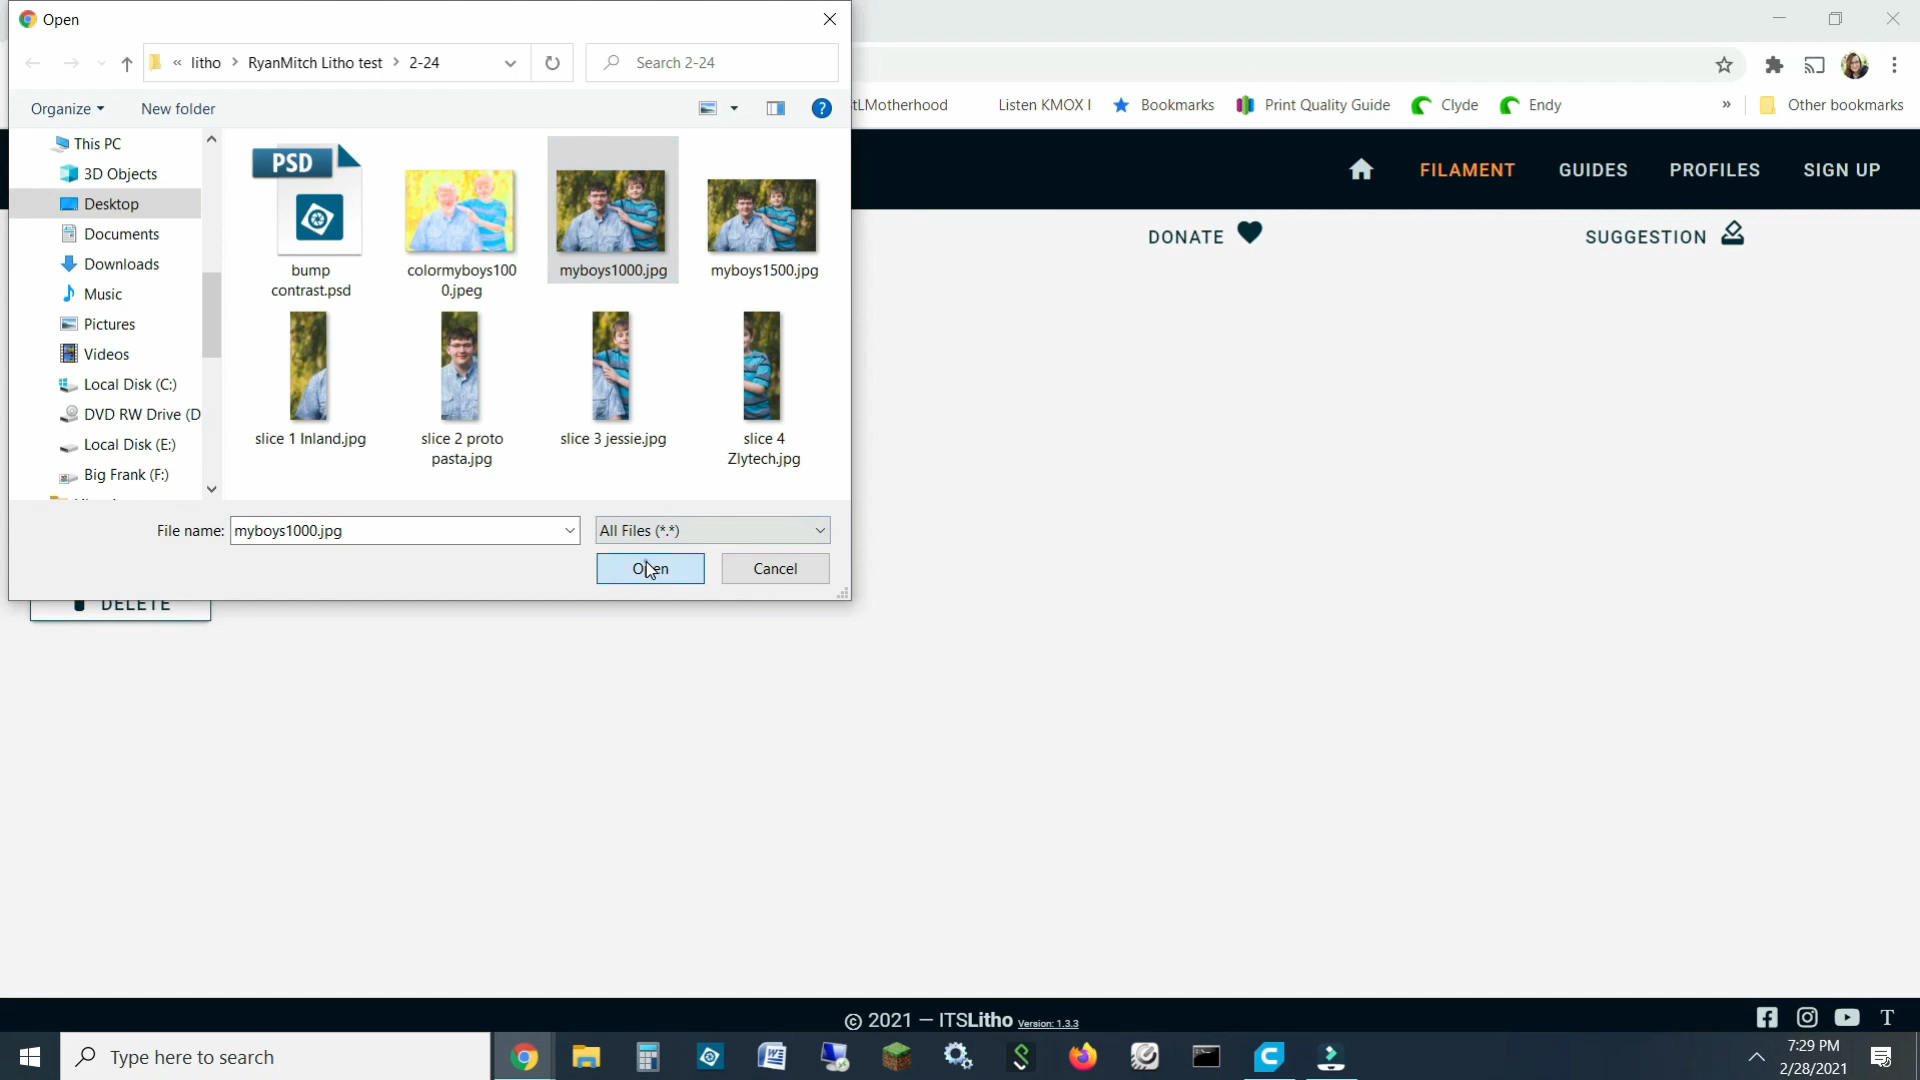 Open
« litho > RyanMitch Litho test > 2-24
Search 2-24
Organize
New folder
tLMotherhood
Listen KMOX I
Bookmarks
Print Quality Guide
Clyde
Endy
»
Other bookmarks
This PC
3D Objects
Desktop
Documents
Downloads
Music
Pictures
Videos
Local Disk (C:)
DVD RW Drive (D
Local Disk (E:)
Big Frank (F:)
PSD
bump
contrast.psd
colormyboys100
0.jpeg
myboys1000.jpg
myboys1500.jpg
slice 1 Inland.jpg
slice 2 proto
pasta.jpg
slice 3 jessie.jpg
slice 4
Zlytech.jpg
File name: myboys1000.jpg
All Files (*.*)
Open
Cancel
FILAMENT
GUIDES
PROFILES
SIGN UP
DONATE
SUGGESTION
DELETE
© 2021 — ITSLitho Version: 1.3.3
Type here to search
7:29 PM
2/28/2021